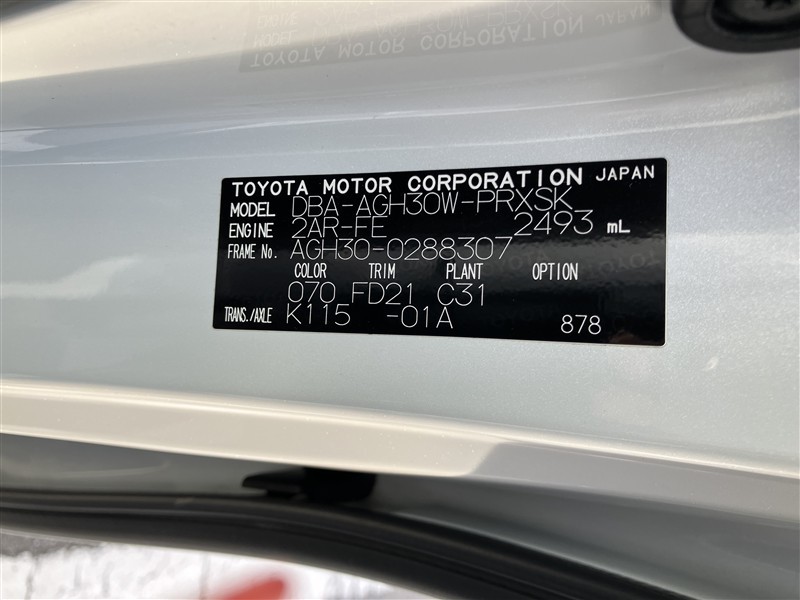 TOYOTA MOTOR CORPORATION JAPAN
MODEL DBA-AGH30W-PRXSK
ENGINE 2AR-FE 2493 mL
FRAME No. AGH30-0288307
COLOR TRIM PLANT OPTION
070 FD21 C31
TRANS./AXLE K115 -01A 878